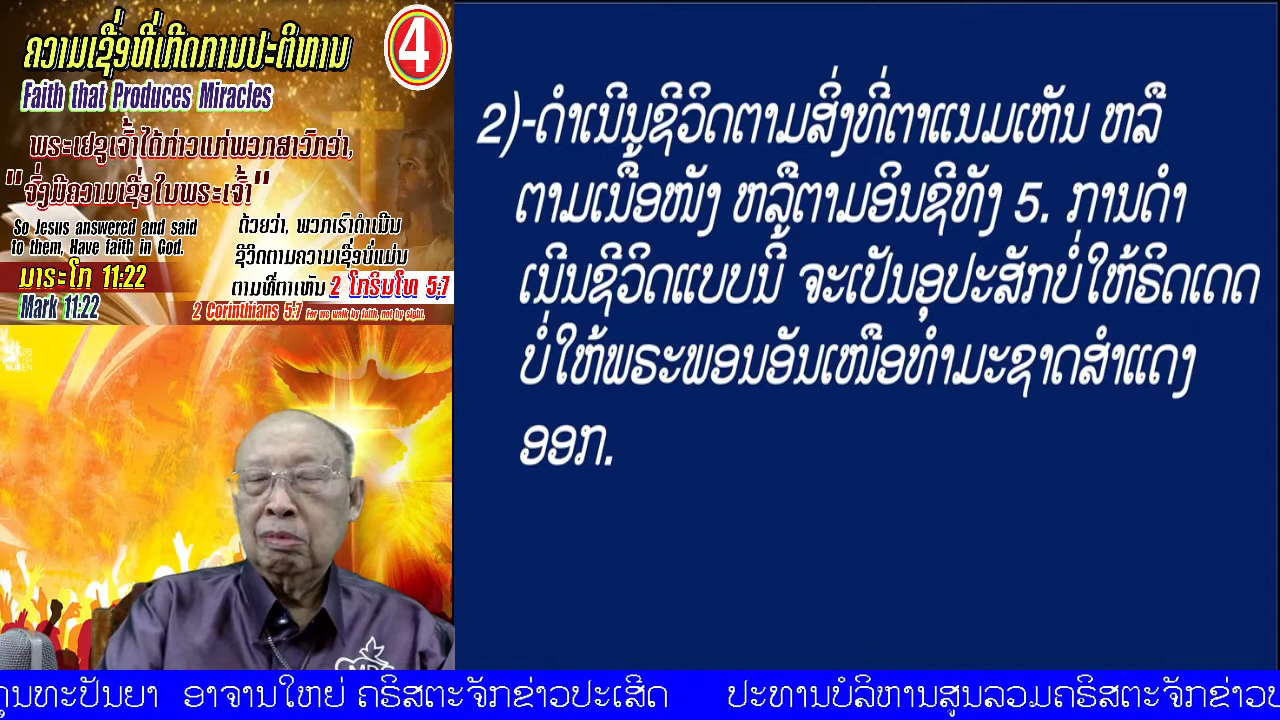 ຄວາມເຊື່ອທີ່ເກີດການປະຕິຫານ
4
Faith that Produces Miracles
ພຣະເຢຊູເຈົ້າໄດ້ກ່າວແກ່ພວກສາວົກວ່າ,
"ຈົ່ງມີຄວາມເຊື່ອໃນພຣະເຈົ້າ"
So Jesus answered and said
to them, Have faith in God.
ມາຣະໂກ 11:22
Mark 11:22
ດ້ວຍວ່າ, ພວກເຮົາດຳເນີນ
ຊີວິດຕາມຄວາມເຊື່ອບໍ່ແມ່ນ
ຕາມທີ່ຕາເຫັນ 2 ໂກຣິນໂທ 5:7
2 Corinthians 5:7 For we walk by faith, not by sight.
2)-ດຳເນີນຊີວິດຕາມສິ່ງທີ່ຕາແນມເຫັນ ຫລື
ຕາມເນື້ອໜັງ ຫລືຕາມອິນຊີທັງ 5. ການດຳ
ເນີນຊີວິດແບບນີ້ ຈະເປັນອຸປະສັກບໍ່ໃຫ້ຣິດເດດ
ບໍ່ໃຫ້ພຣະພອນອັນເໜືອທຳມະຊາດສຳແດງ
ອອກ.
ຸນທະປັນຍາ ອາຈານໃຫຍ່ ຄຣິສຕະຈັກຂ່າວປະເສີດ ປະທານບໍລິຫານສູນລວມຄຣິສຕະຈັກຂ່າວປ